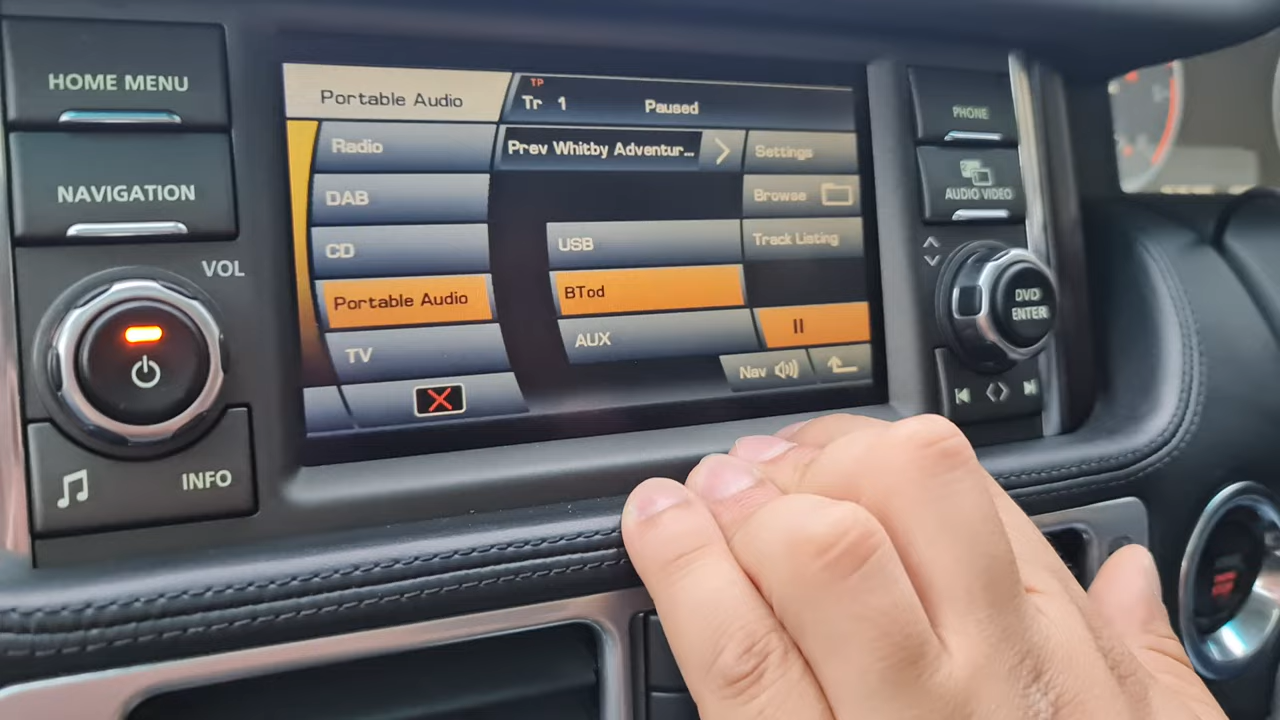 HOME MENU
NAVIGATION
VOL
INFO
Portable Audio
TP
Tr 1
Paused
Radio
Prev Whitby Adventur...
Settings
DAB
Browse
CD
USB
Track Listing
Portable Audio
BTod
TV
AUX
Nav
PHONE
AUDIO VIDEO
DVD
ENTER